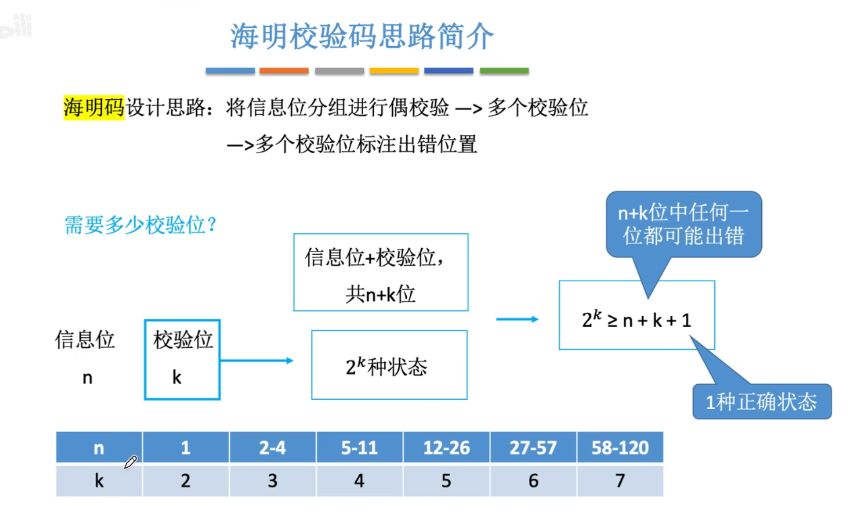 海明校验码思路简介
海明码设计思路：将信息位分组进行偶校验 —> 多个校验位
—>多个校验位标注出错位置
需要多少校验位？
n+k位中任何一
位都可能出错
信息位+校验位，
共n+k位
2^k ≥ n + k + 1
信息位 校验位
n k
2^k种状态
1种正确状态
n 1 2-4 5-11 12-26 27-57 58-120
k 2 3 4 5 6 7